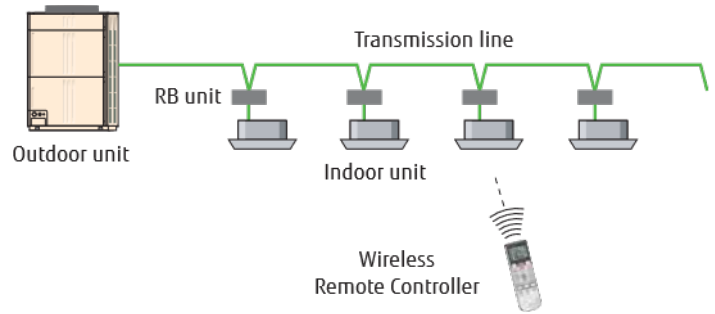 Transmission line
RB unit
Outdoor unit
Indoor unit
Wireless
Remote Controller